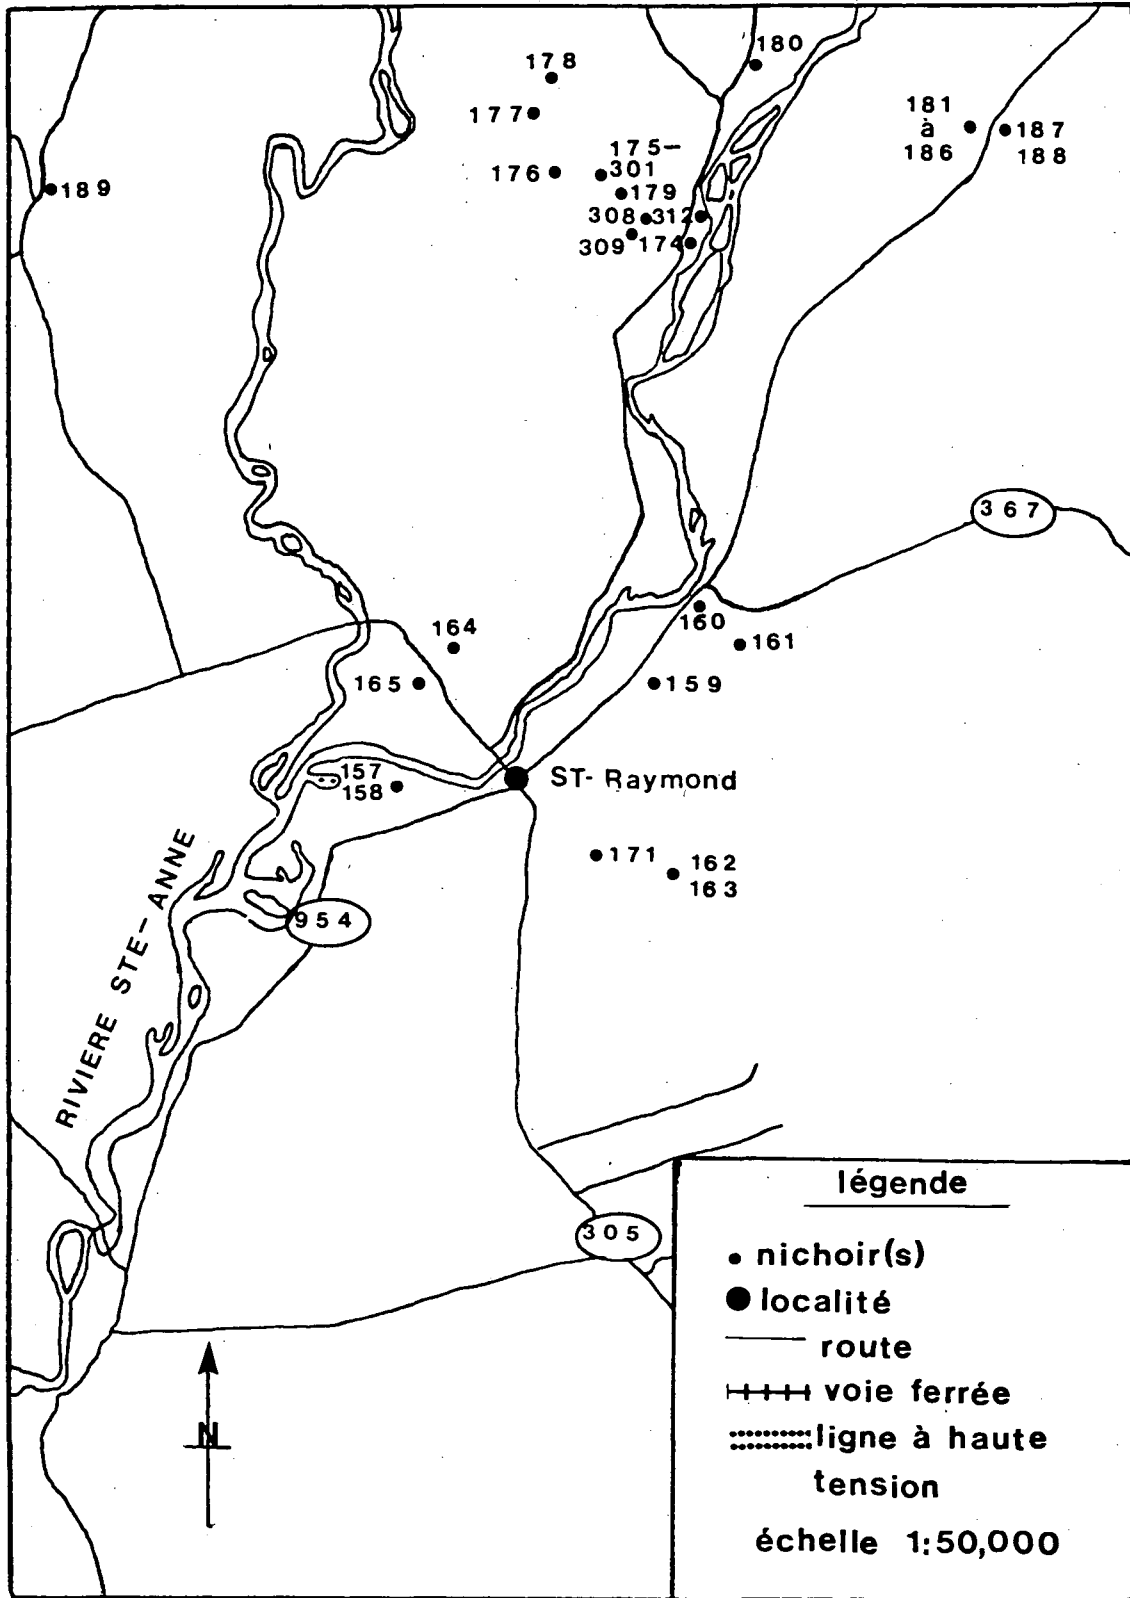 178
180
177
181
à
186
187
188
175-
301
176
179
189
308
312
309
174
367
160
161
164
165
159
157
158
ST-Raymond
171
162
163
RIVIERE STE-ANNE
954
305
légende
nichoir(s)
localité
route
voie ferrée
ligne à haute
tension
échelle 1:50,000
N